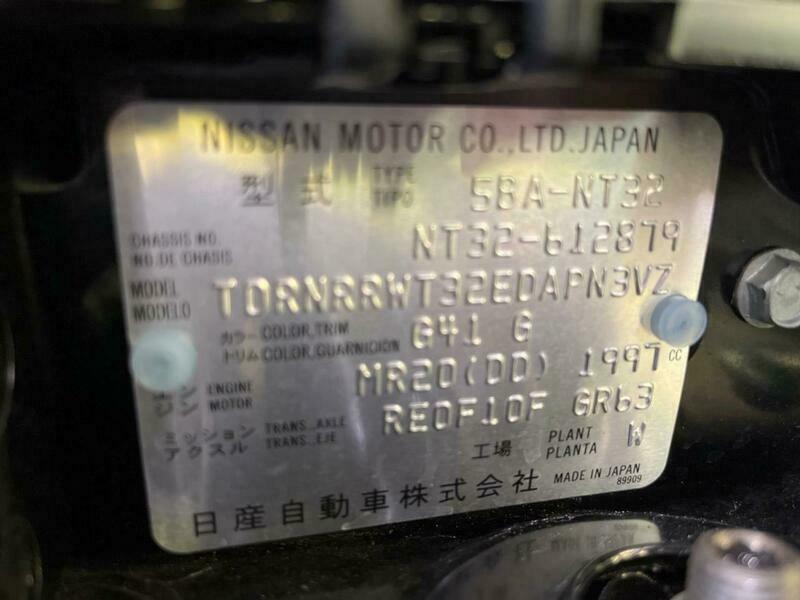 NISSAN MOTOR CO.,LTD.JAPAN
型式 TYPE TIPO 5BA-NT32
CHASSIS NO. NO.DE CHASIS NT32-612879
MODEL MODELO TDRNRRWT32EDAPN3VZ
カラー COLOR,TRIM G41 G
トリム COLOR,GUARNICION
エンジン ENGINE MOTOR MR20(DD) 1997 CC
ミッション TRANS._AXLE RE0F10F GR63
アクスル TRANS._EJE
工場 PLANT PLANTA W
日産自動車株式会社 MADE IN JAPAN
89909